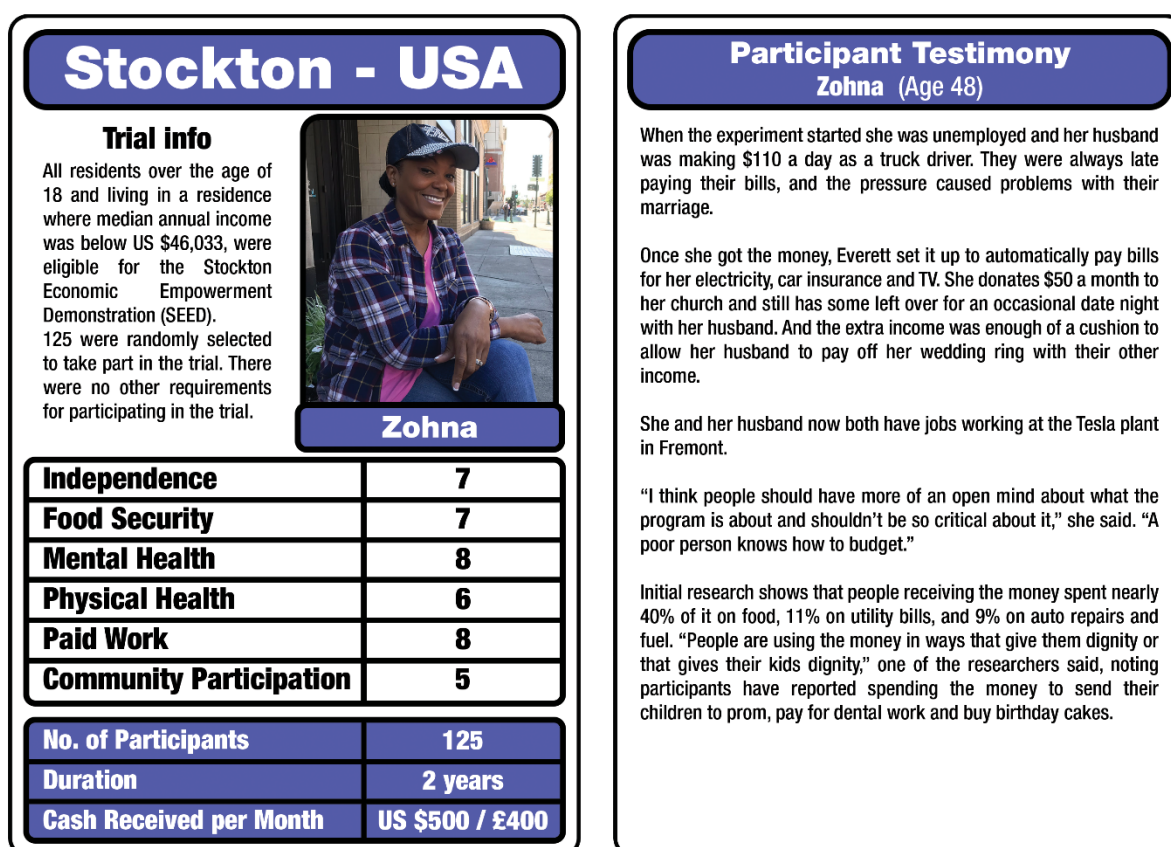 Stockton - USA
Trial info
All residents over the age of
18 and living in a residence
where median annual income
was below US $46,033, were
eligible for the Stockton
Economic Empowerment
Demonstration (SEED).
125 were randomly selected
to take part in the trial. There
were no other requirements
for participating in the trial.
Zohna
Independence 7
Food Security 7
Mental Health 8
Physical Health 6
Paid Work 8
Community Participation 5
No. of Participants 125
Duration 2 years
Cash Received per Month US $500 / £400
Participant Testimony
Zohna (Age 48)
When the experiment started she was unemployed and her husband
was making $110 a day as a truck driver. They were always late
paying their bills, and the pressure caused problems with their
marriage.
Once she got the money, Everett set it up to automatically pay bills
for her electricity, car insurance and TV. She donates $50 a month to
her church and still has some left over for an occasional date night
with her husband. And the extra income was enough of a cushion to
allow her husband to pay off her wedding ring with their other
income.
She and her husband now both have jobs working at the Tesla plant
in Fremont.
“I think people should have more of an open mind about what the
program is about and shouldn’t be so critical about it,” she said. “A
poor person knows how to budget.”
Initial research shows that people receiving the money spent nearly
40% of it on food, 11% on utility bills, and 9% on auto repairs and
fuel. “People are using the money in ways that give them dignity or
that gives their kids dignity,” one of the researchers said, noting
participants have reported spending the money to send their
children to prom, pay for dental work and buy birthday cakes.